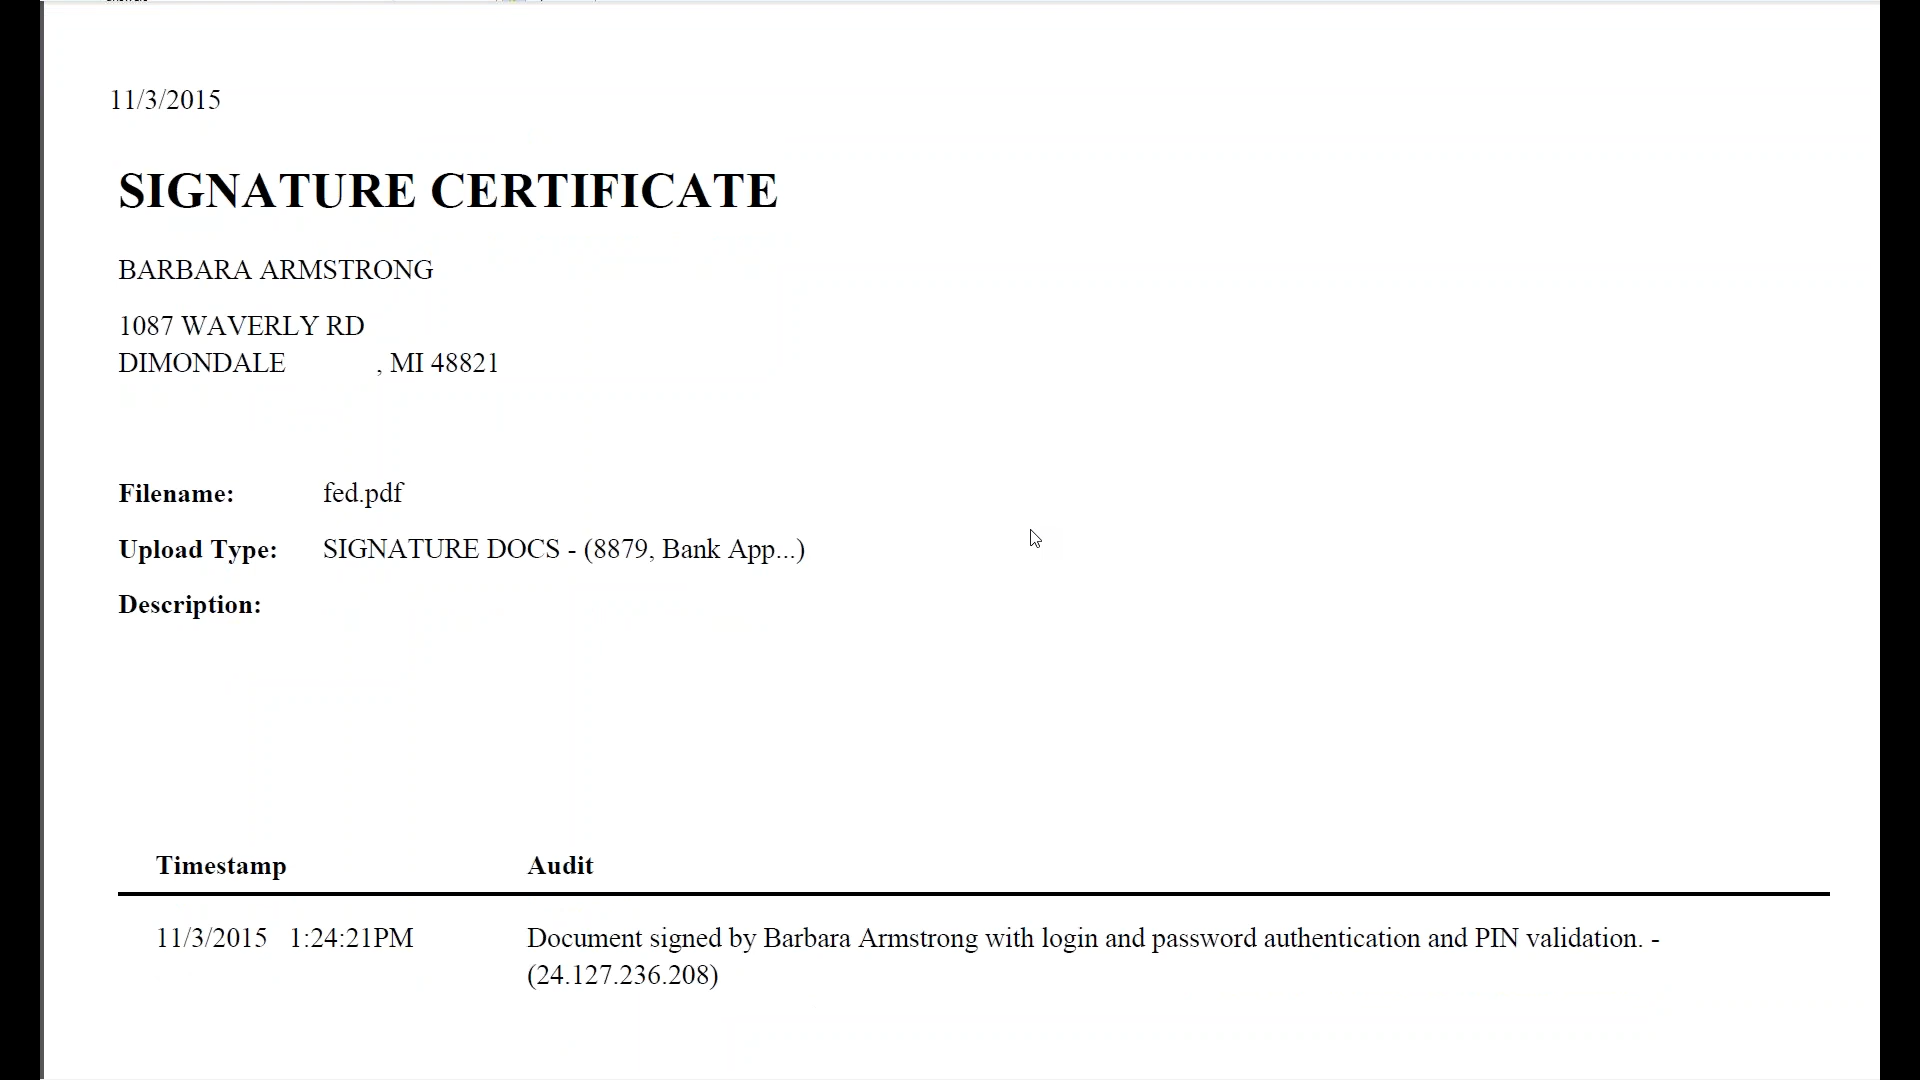 11/3/2015
SIGNATURE CERTIFICATE
BARBARA ARMSTRONG
1087 WAVERLY RD
DIMONDALE , MI 48821
Filename: fed.pdf
Upload Type: SIGNATURE DOCS - (8879, Bank App...)
Description:
Timestamp Audit
11/3/2015 1:24:21PM Document signed by Barbara Armstrong with login and password authentication and PIN validation. -
(24.127.236.208)